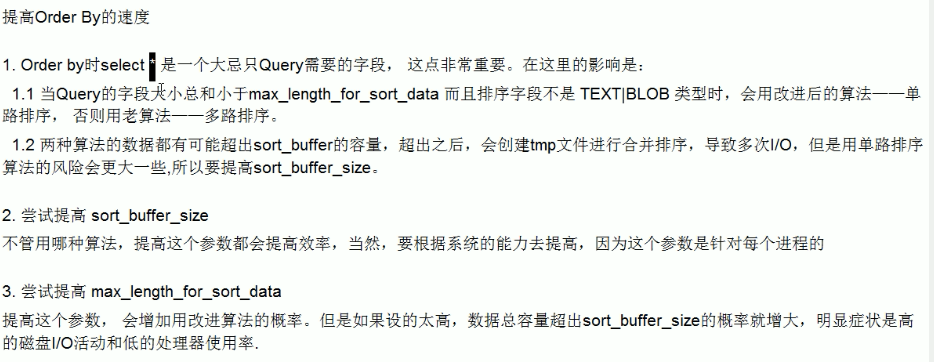 提高Order By的速度
1. Order by时select * 是一个大忌只Query需要的字段， 这点非常重要。在这里的影响是：
1.1 当Query的字段大小总和小于max_length_for_sort_data 而且排序字段不是 TEXT|BLOB 类型时，会用改进后的算法——单
路排序， 否则用老算法——多路排序。
1.2 两种算法的数据都有可能超出sort_buffer的容量，超出之后，会创建tmp文件进行合并排序，导致多次I/O，但是用单路排序
算法的风险会更大一些,所以要提高sort_buffer_size。
2. 尝试提高 sort_buffer_size
不管用哪种算法，提高这个参数都会提高效率，当然，要根据系统的能力去提高，因为这个参数是针对每个进程的
3. 尝试提高 max_length_for_sort_data
提高这个参数， 会增加用改进算法的概率。但是如果设的太高，数据总容量超出sort_buffer_size的概率就增大，明显症状是高
的磁盘I/O活动和低的处理器使用率.